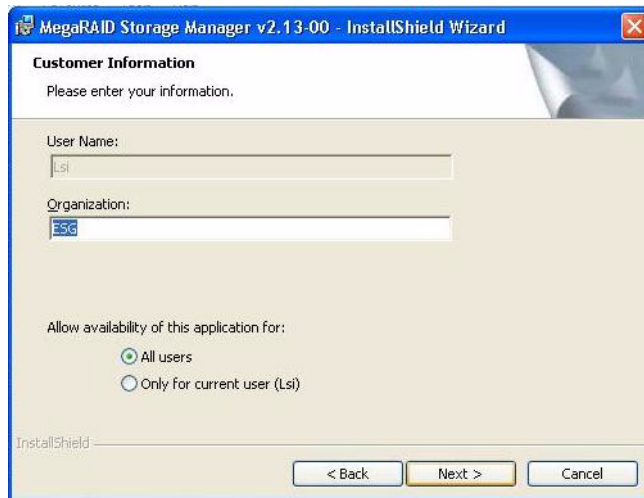 MegaRAID Storage Manager v2.13-00 - InstallShield Wizard
Customer Information
Please enter your information.
User Name:
Lsi
Organization:
ESG
Allow availability of this application for:
All users
Only for current user (Lsi)
InstallShield
< Back Next > Cancel